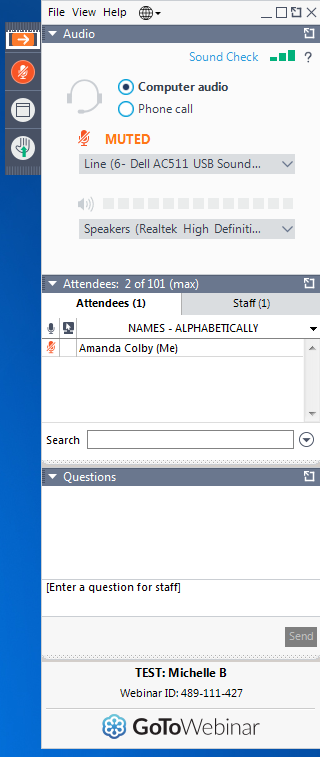 File View Help
Audio
Sound Check ?
Computer audio
Phone call
MUTED
Line (6- Dell AC511 USB Sound...
Speakers (Realtek High Definiti...
Attendees: 2 of 101 (max)
Attendees (1) Staff (1)
NAMES - ALPHABETICALLY
Amanda Colby (Me)
Search
Questions
[Enter a question for staff]
Send
TEST: Michelle B
Webinar ID: 489-111-427
GoToWebinar